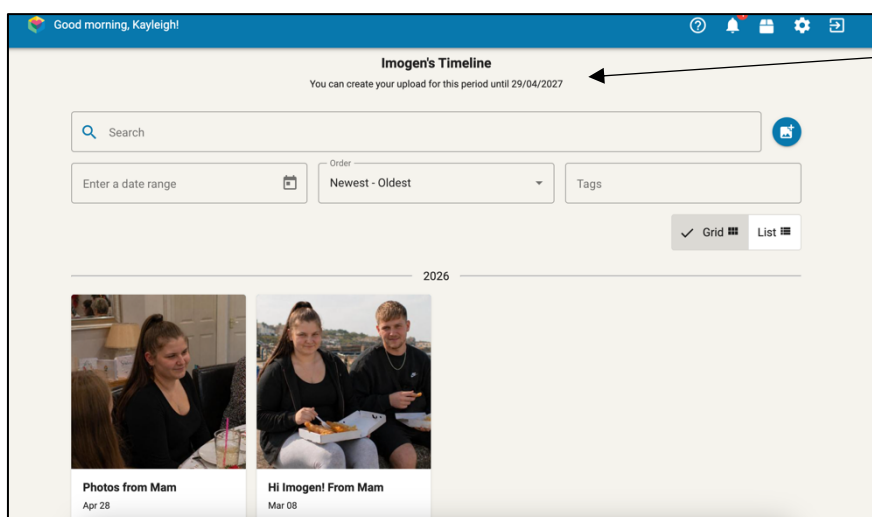 Good morning, Kayleigh!
Imogen's Timeline
You can create your upload for this period until 29/04/2027
Search
Enter a date range
Order
Newest - Oldest
Tags
Grid
List
2026
Photos from Mam
Apr 28
Hi Imogen! From Mam
Mar 08